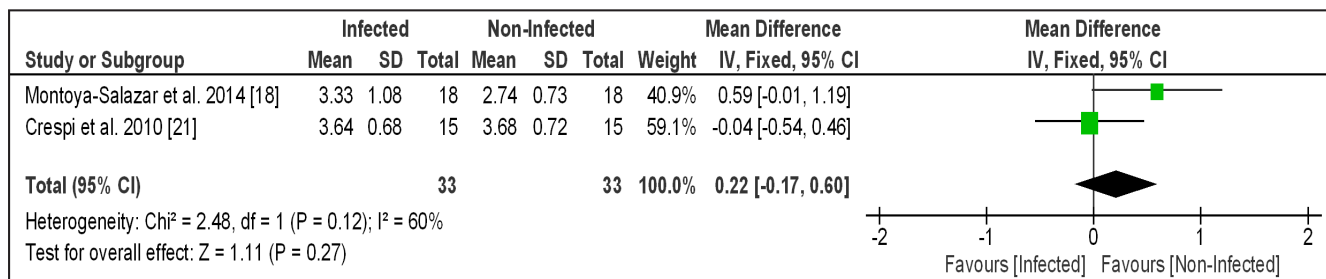 Infected Non-Infected Mean Difference Mean Difference
Study or Subgroup Mean SD Total Mean SD Total Weight IV, Fixed, 95% CI IV, Fixed, 95% CI
Montoya-Salazar et al. 2014 [18] 3.33 1.08 18 2.74 0.73 18 40.9% 0.59 [-0.01, 1.19]
Crespi et al. 2010 [21] 3.64 0.68 15 3.68 0.72 15 59.1% -0.04 [-0.54, 0.46]
Total (95% CI) 33 33 100.0% 0.22 [-0.17, 0.60]
Heterogeneity: Chi² = 2.48, df = 1 (P = 0.12); I² = 60%
Test for overall effect: Z = 1.11 (P = 0.27)
-2 -1 0 1 2
Favours [Infected] Favours [Non-Infected]